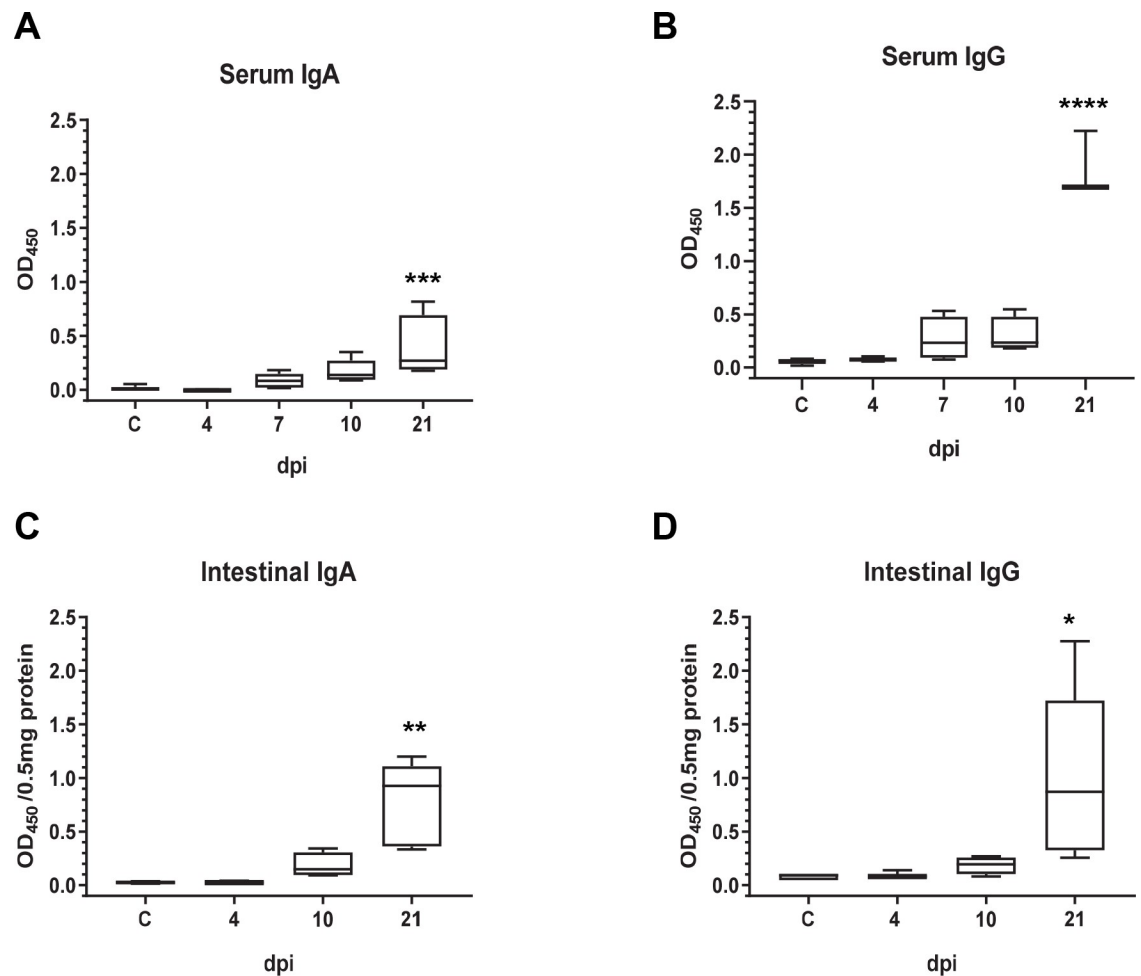 A
Serum IgA
OD450
2.5
2.0
1.5
1.0
0.5
0.0
***
C 4 7 10 21
dpi
B
Serum IgG
OD450
2.5
2.0
1.5
1.0
0.5
0.0
****
C 4 7 10 21
dpi
C
Intestinal IgA
OD450 /0.5mg protein
2.5
2.0
1.5
1.0
0.5
0.0
**
C 4 10 21
dpi
D
Intestinal IgG
OD450 /0.5mg protein
2.5
2.0
1.5
1.0
0.5
0.0
*
C 4 10 21
dpi